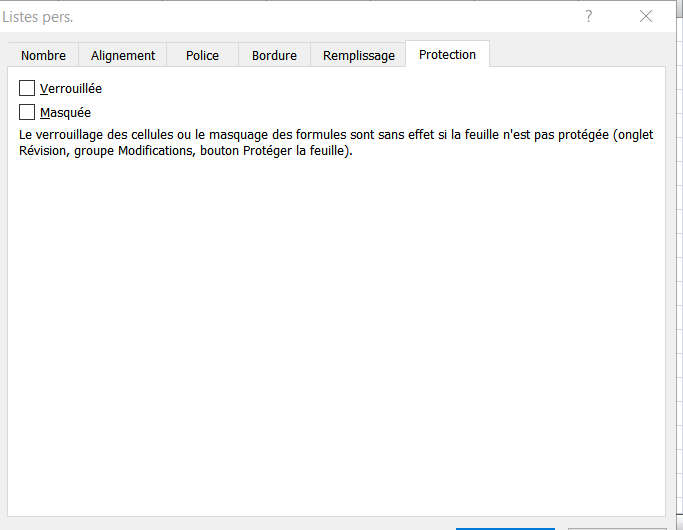 Listes pers. ?
Nombre Alignement Police Bordure Remplissage Protection
Verrouillée
Masquée
Le verrouillage des cellules ou le masquage des formules sont sans effet si la feuille n'est pas protégée (onglet
Révision, groupe Modifications, bouton Protéger la feuille).